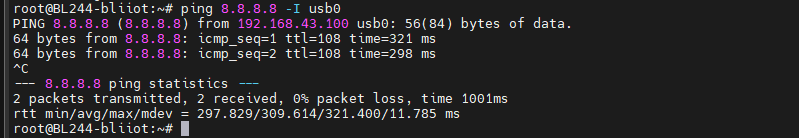 root@BL244-bliiot:~# ping 8.8.8.8 -I usb0
PING 8.8.8.8 (8.8.8.8) from 192.168.43.100 usb0: 56(84) bytes of data.
64 bytes from 8.8.8.8: icmp_seq=1 ttl=108 time=321 ms
64 bytes from 8.8.8.8: icmp_seq=2 ttl=108 time=298 ms
^C
--- 8.8.8.8 ping statistics ---
2 packets transmitted, 2 received, 0% packet loss, time 1001ms
rtt min/avg/max/mdev = 297.829/309.614/321.400/11.785 ms
root@BL244-bliiot:~#